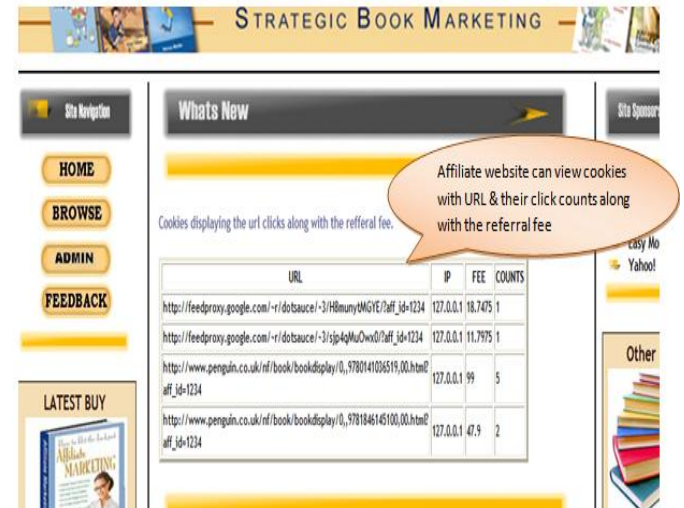 STRATEGIC BOOK MARKETING
Site Navigation
HOME
BROWSE
ADMIN
FEEDBACK
LATEST BUY
Affiliate
MARKETING
Whats New
Affiliate website can view cookies
with URL & their click counts along
with the referral fee
Cookies displaying the url clicks along with the refferal fee.
URL IP FEE COUNTS
http://feedproxy.google.com/~r/dotsauce/~3/H8munytMGYE/?aff_id=1234 127.0.0.1 18.7475 1
http://feedproxy.google.com/~r/dotsauce/~3/sjp4qMuOwx0/?aff_id=1234 127.0.0.1 11.7975 1
http://www.penguin.co.uk/nf/book/bookdisplay/0,,9780141036519,00.html?
aff_id=1234 127.0.0.1 99 5
http://www.penguin.co.uk/nf/book/bookdisplay/0,,9781846145100,00.html?
aff_id=1234 127.0.0.1 47.9 2
Site Sponsors
Easy Mo
Yahoo!
Other